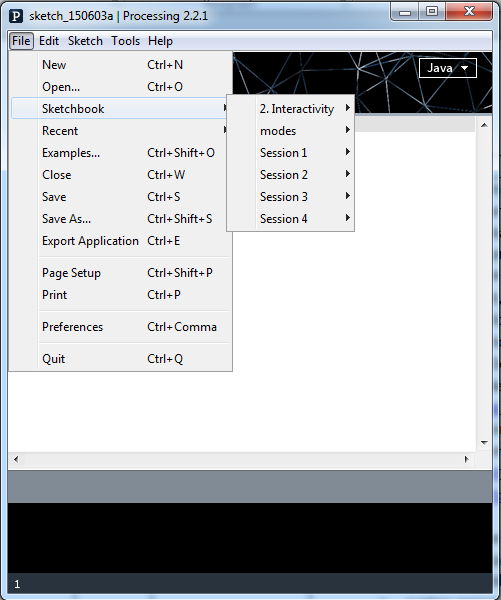 sketch_150603a | Processing 2.2.1
File Edit Sketch Tools Help
Java
New Ctrl+N
Open... Ctrl+O
Sketchbook
Recent
Examples... Ctrl+Shift+O
Close Ctrl+W
Save Ctrl+S
Save As... Ctrl+Shift+S
Export Application Ctrl+E
Page Setup Ctrl+Shift+P
Print Ctrl+P
Preferences Ctrl+Comma
Quit Ctrl+Q
2. Interactivity
modes
Session 1
Session 2
Session 3
Session 4
1